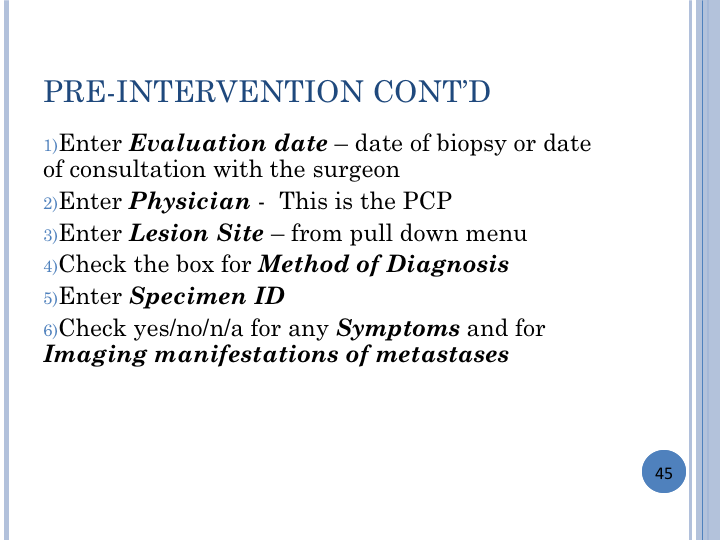 PRE-INTERVENTION CONT’D
1)Enter Evaluation date – date of biopsy or date
of consultation with the surgeon
2)Enter Physician -  This is the PCP
3)Enter Lesion Site – from pull down menu
4)Check the box for Method of Diagnosis
5)Enter Specimen ID
6)Check yes/no/n/a for any Symptoms and for
Imaging manifestations of metastases
45